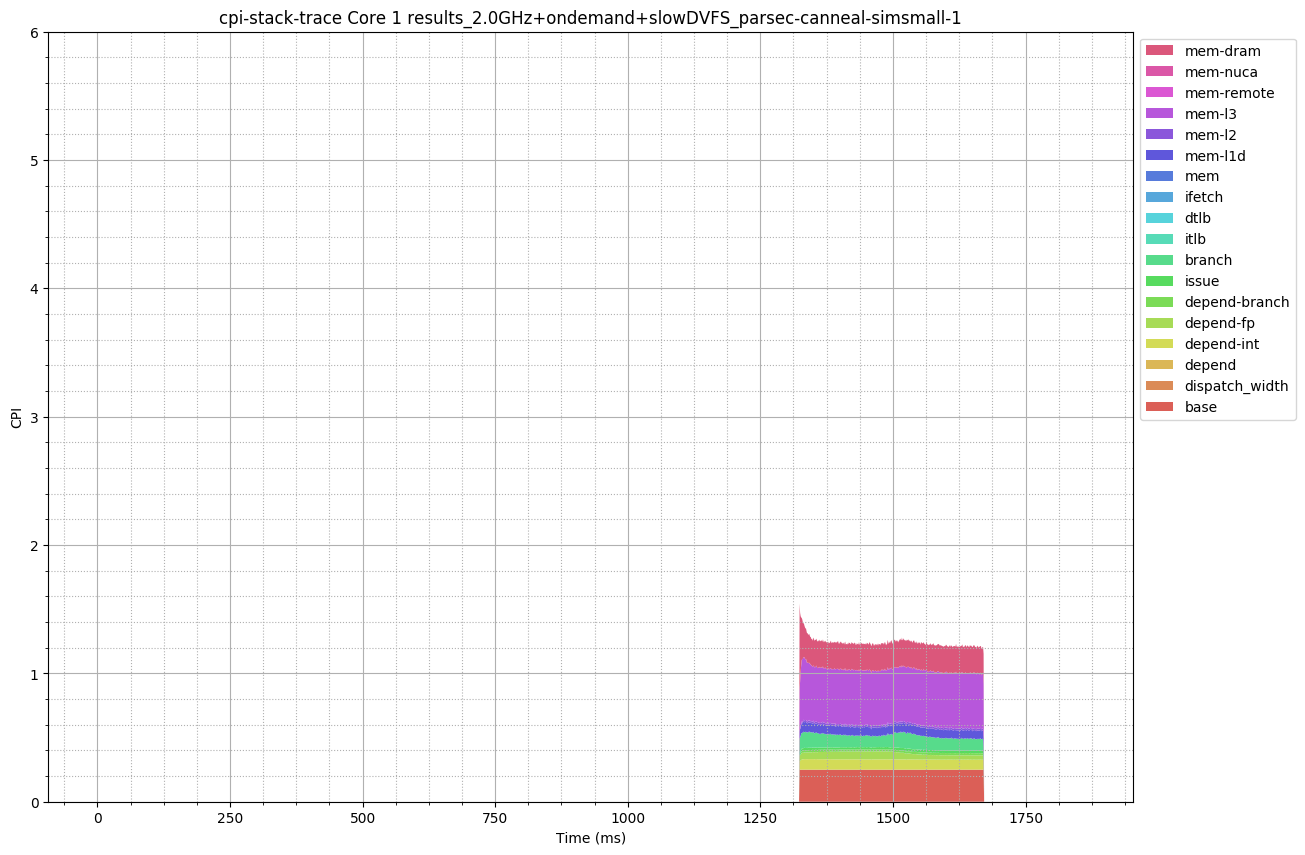 cpi-stack-trace Core 1 results_2.0GHz+ondemand+slowDVFS_parsec-canneal-simsmall-1
6
5
4
3
2
1
0
CPI
0 250 500 750 1000 1250 1500 1750
Time (ms)
mem-dram
mem-nuca
mem-remote
mem-l3
mem-l2
mem-l1d
mem
ifetch
dtlb
itlb
branch
issue
depend-branch
depend-fp
depend-int
depend
dispatch_width
base